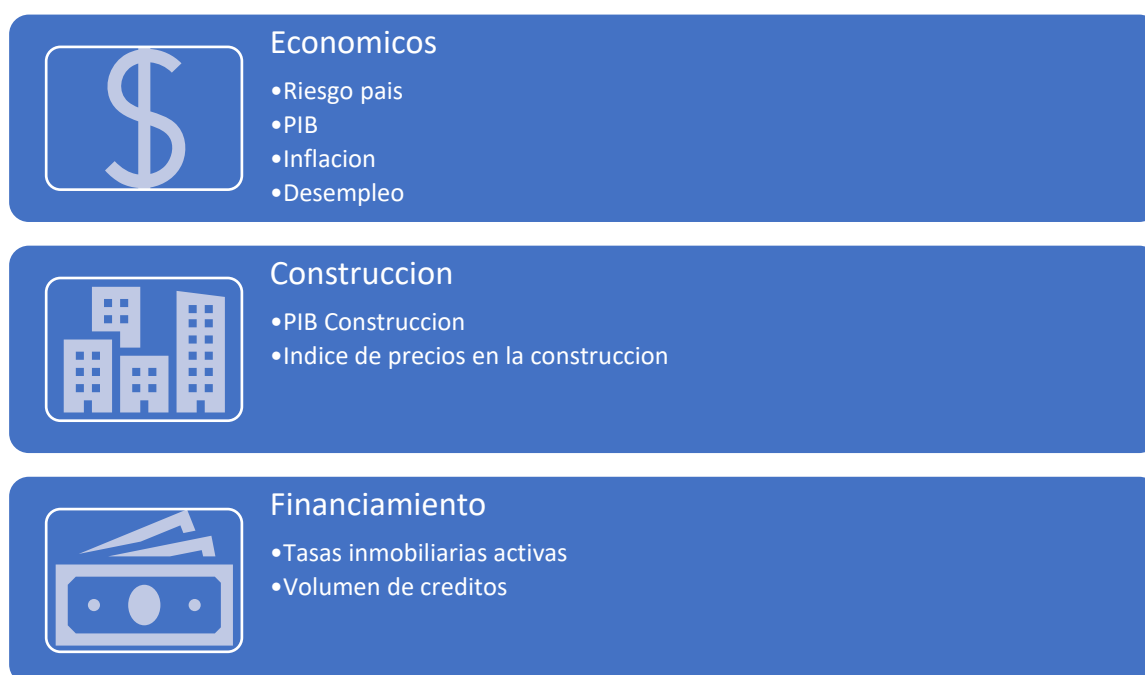 Economicos
•Riesgo pais
•PIB
•Inflacion
•Desempleo
Construccion
•PIB Construccion
•Indice de precios en la construccion
Financiamiento
•Tasas inmobiliarias activas
•Volumen de creditos